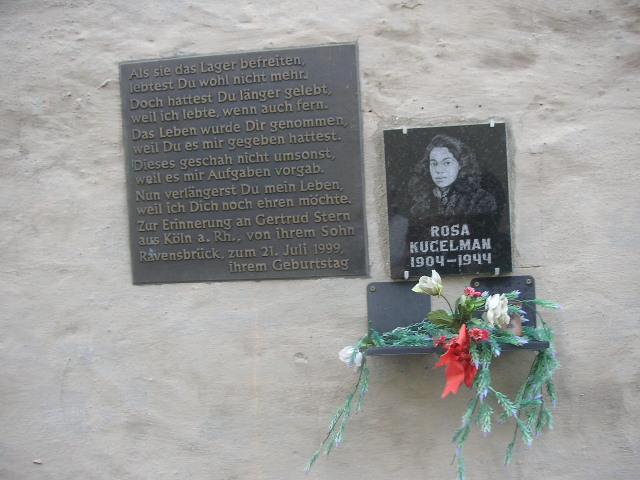 Als sie das Lager befreiten,
lebtest Du wohl nicht mehr.
Doch hattest Du länger gelebt,
weil ich lebte, wenn auch fern.
Das Leben wurde Dir genommen,
weil Du es mir gegeben hattest.
Dieses geschah nicht umsonst,
weil es mir Aufgaben vorgab.
Nun verlängerst Du mein Leben,
weil ich Dich noch ehren möchte.
Zur Erinnerung an Gertrud Stern
aus Köln a. Rh., von ihrem Sohn
Ravensbrück, zum 21. Juli 1999,
ihrem Geburtstag
ROSA
KUGELMAN
1904-1944